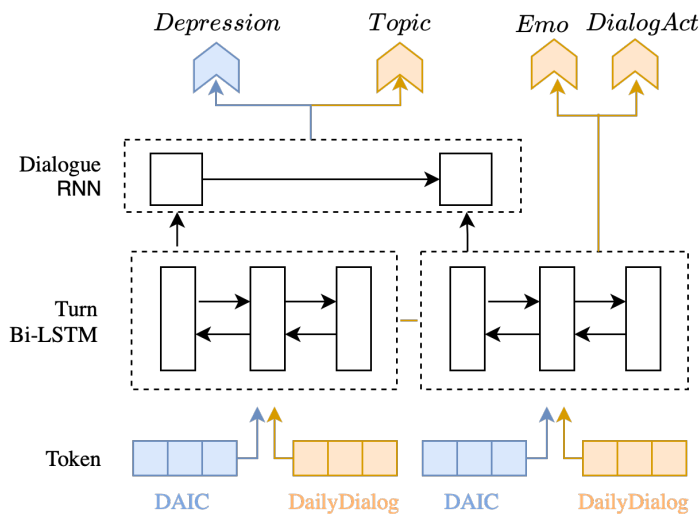 Depression
Topic
Emo
DialogAct
Dialogue
RNN
Turn
Bi-LSTM
Token
DAIC
DailyDialog
DAIC
DailyDialog